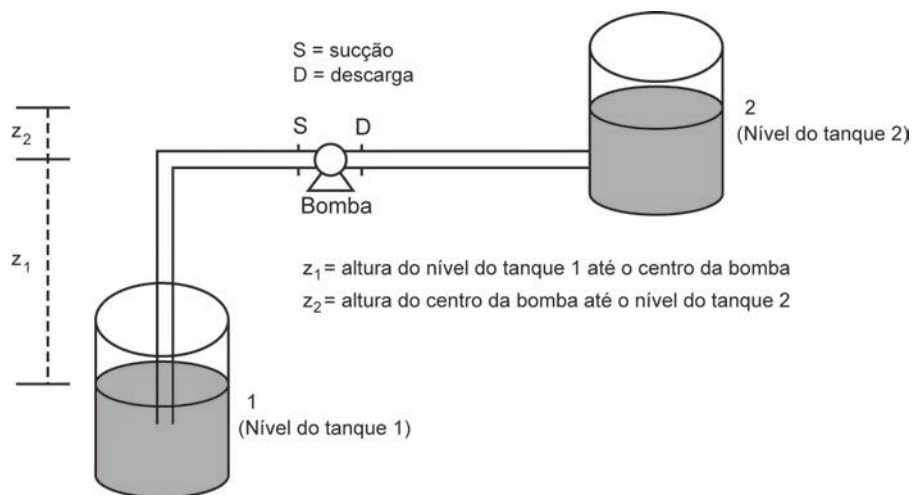 S = sucção
D = descarga
z₂
S
D
2
(Nível do tanque 2)
Bomba
z₁
z₁ = altura do nível do tanque 1 até o centro da bomba
z₂ = altura do centro da bomba até o nível do tanque 2
1
(Nível do tanque 1)